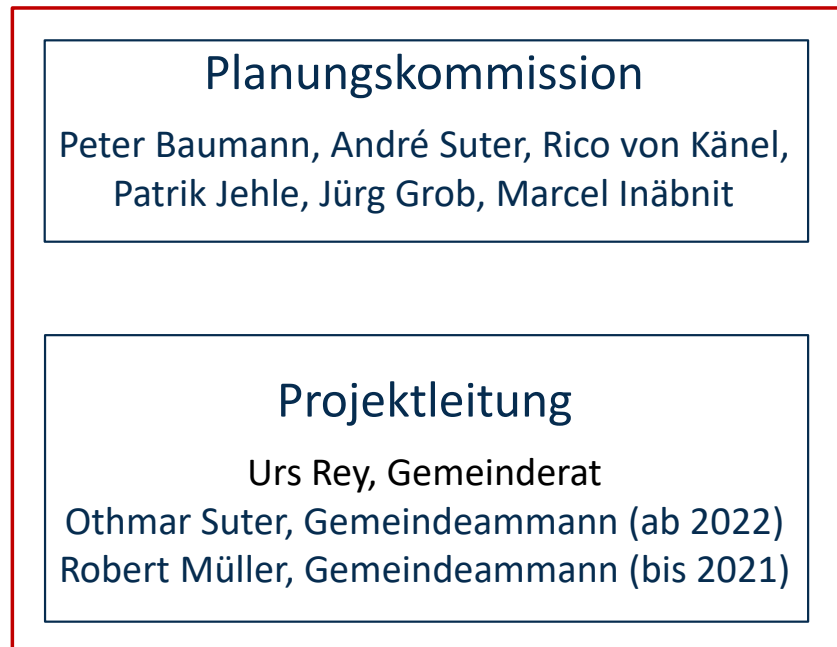 Planungskommission
Peter Baumann, André Suter, Rico von Känel,
Patrik Jehle, Jürg Grob, Marcel Inäbnit
Projektleitung
Urs Rey, Gemeinderat
Othmar Suter, Gemeindeammann (ab 2022)
Robert Müller, Gemeindeammann (bis 2021)